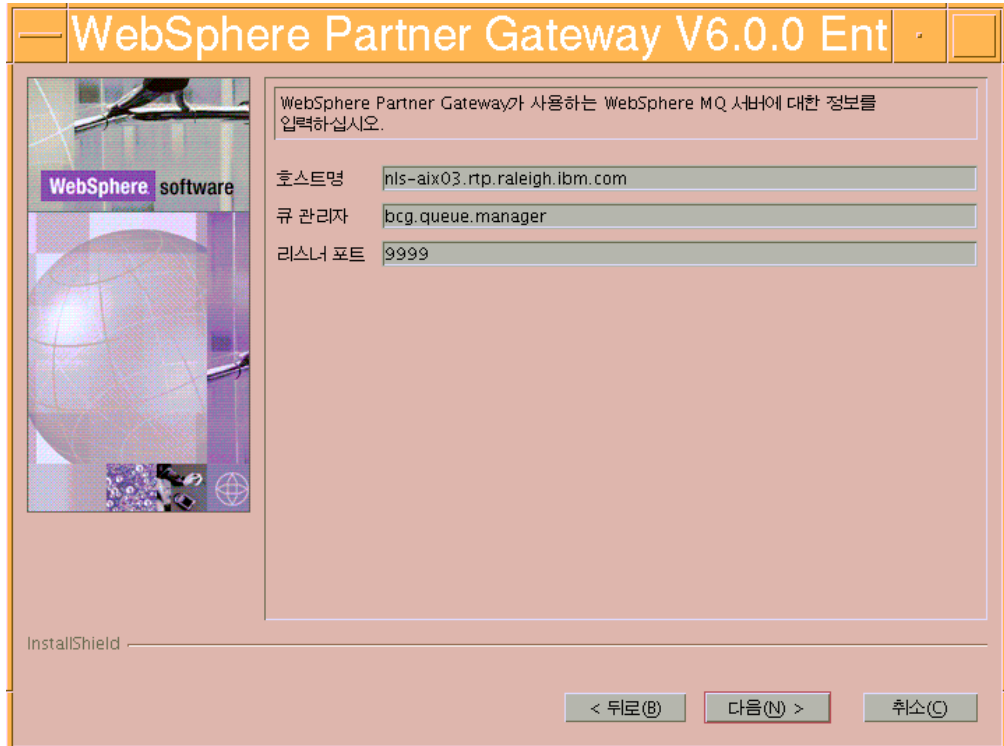 WebSphere Partner Gateway V6.0.0 Ent
WebSphere software
WebSphere Partner Gateway가 사용하는 WebSphere MQ 서버에 대한 정보를
입력하십시오.
호스트명 nls-aix03.rtp.raleigh.ibm.com
큐 관리자 bcg.queue.manager
리스너 포트 9999
InstallShield
< 뒤로(B) 다음(N) > 취소(C)